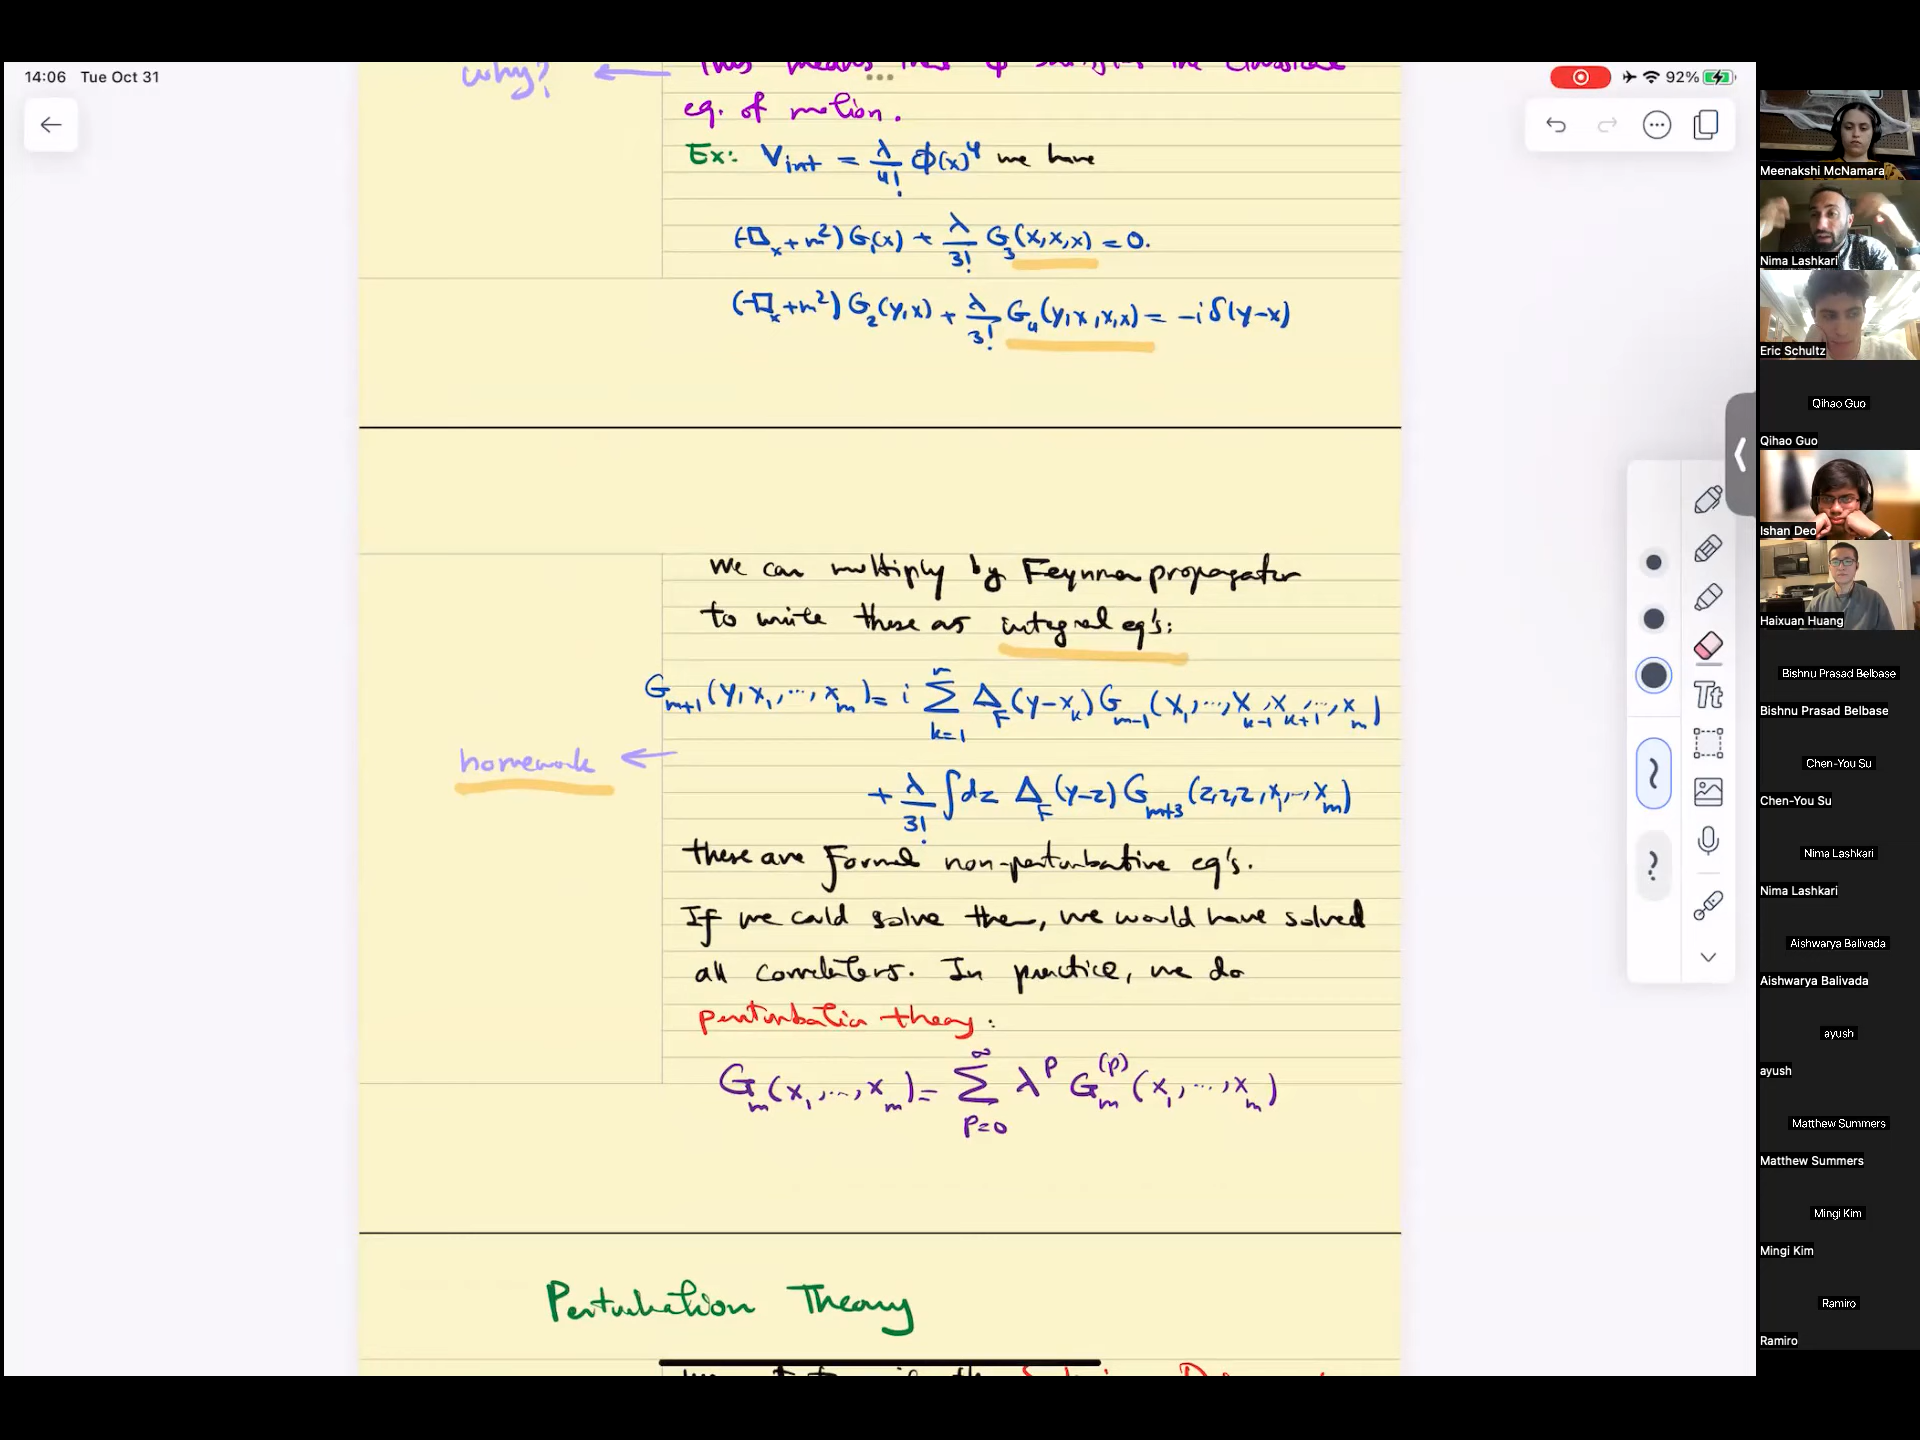 14:06 Tue Oct 31
92%
why? ← This means that φ satisfies the classical
eq. of motion.
Ex: V_int = λ/4! ϕ(x)^4 we have
(-□_x + m²) G_1(x) + λ/3! G_3(x,x,x) = 0.
(-□_x + m²) G_2(y,x) + λ/3! G_4(y,x,x,x) = -i δ(y-x)
We can multiply by Feynman propagator
to write these as integral eq's:
G_{m+1}(y,x_1,...,x_m) = i Σ_{k=1}^{n} Δ_F(y-x_k) G_{m-1}(x_1,...,x_{k-1},x_{k+1},...,x_m)
homework ←
+ λ/3! ∫dz Δ_F(y-z) G_{m+3}(z,z,z,x_1,..,x_m)
these are formal non-perturbative eq's.
If we could solve them, we would have solved
all correlators. In practice, we do
perturbation theory:
G_m(x_1,...,x_m) = Σ_{p=0}^{∞} λ^p G_m^{(p)}(x_1,...,x_m)
Perturbation Theory
Tt
Meenakshi McNamara
Nima Lashkari
Eric Schultz
Qihao Guo
Qihao Guo
Ishan Deo
Haixuan Huang
Bishnu Prasad Belbase
Bishnu Prasad Belbase
Chen-You Su
Chen-You Su
Nima Lashkari
Nima Lashkari
Aishwarya Balivada
Aishwarya Balivada
ayush
ayush
Matthew Summers
Matthew Summers
Mingi Kim
Mingi Kim
Ramiro
Ramiro